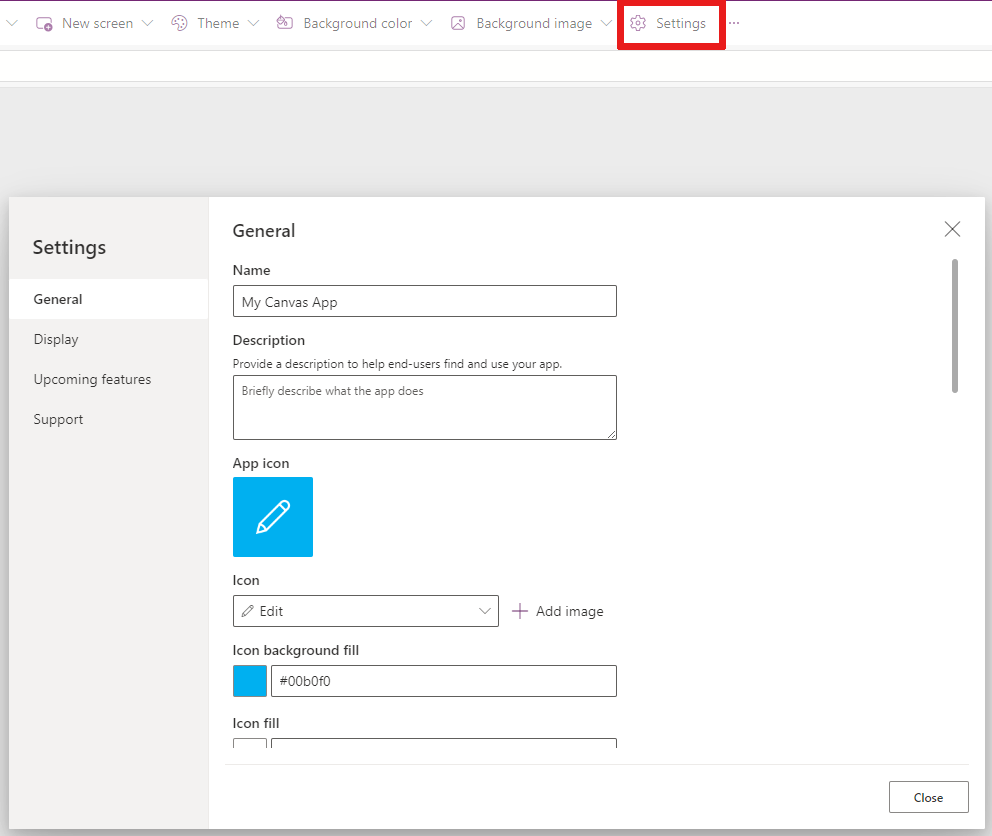 New screen Theme Background color Background image Settings ...
Settings
General
Display
Upcoming features
Support
General
Name
My Canvas App
Description
Provide a description to help end-users find and use your app.
Briefly describe what the app does
App icon
Icon
Edit Add image
Icon background fill
#00b0f0
Icon fill
Close